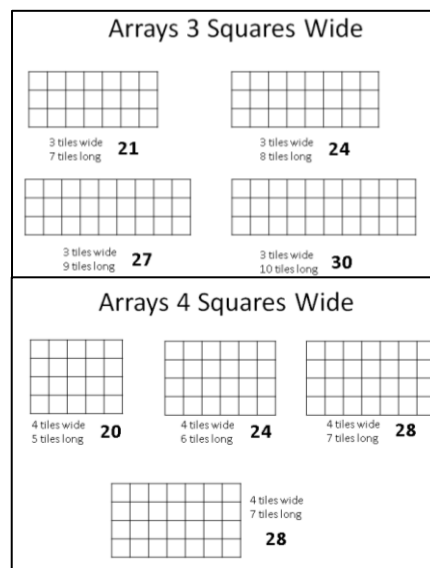 Arrays 3 Squares Wide
3 tiles wide
7 tiles long
21
3 tiles wide
8 tiles long
24
3 tiles wide
9 tiles long
27
3 tiles wide
10 tiles long
30
Arrays 4 Squares Wide
4 tiles wide
5 tiles long
20
4 tiles wide
6 tiles long
24
4 tiles wide
7 tiles long
28
4 tiles wide
7 tiles long
28